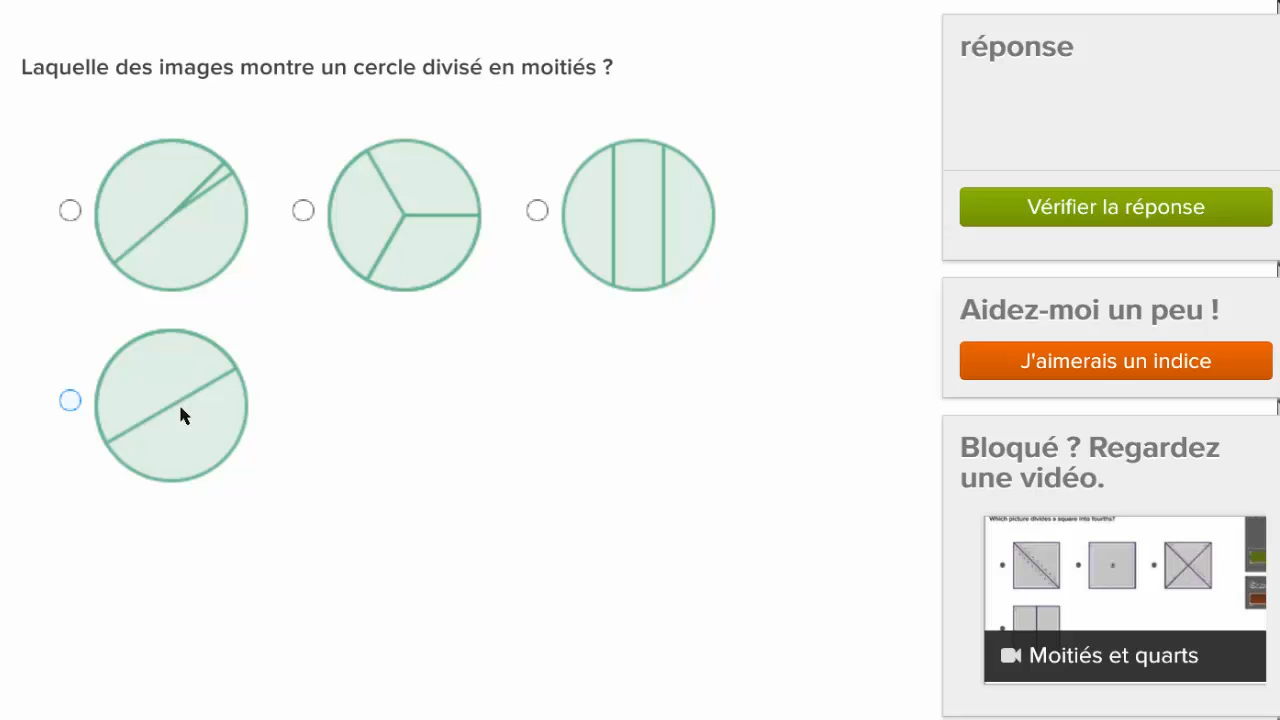 Laquelle des images montre un cercle divisé en moitiés ?
réponse
Vérifier la réponse
Aidez-moi un peu !
J'aimerais un indice
Bloqué ? Regardez
une vidéo.
Which picture divides a square into fourths?
Moitiés et quarts